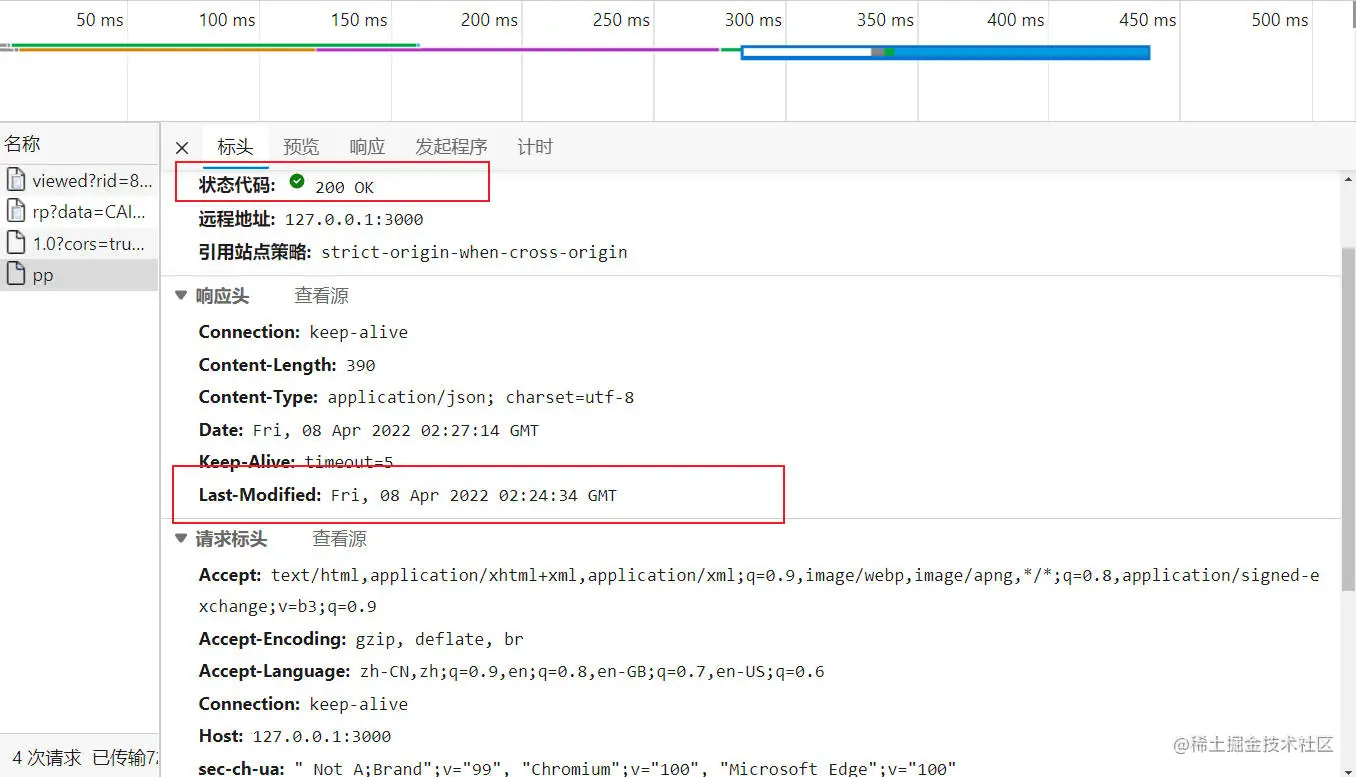 50 ms 100 ms 150 ms 200 ms 250 ms 300 ms 350 ms 400 ms 450 ms 500 ms
名称
标头 预览 响应 发起程序 计时
viewed?rid=8...
rp?data=CAI...
1.0?cors=tru...
pp
状态代码: 200 OK
远程地址: 127.0.0.1:3000
引用站点策略: strict-origin-when-cross-origin
响应头 查看源
Connection: keep-alive
Content-Length: 390
Content-Type: application/json; charset=utf-8
Date: Fri, 08 Apr 2022 02:27:14 GMT
Keep-Alive: timeout=5
Last-Modified: Fri, 08 Apr 2022 02:24:34 GMT
请求标头 查看源
Accept: text/html,application/xhtml+xml,application/xml;q=0.9,image/webp,image/apng,*/*;q=0.8,application/signed-e
xchange;v=b3;q=0.9
Accept-Encoding: gzip, deflate, br
Accept-Language: zh-CN,zh;q=0.9,en;q=0.8,en-GB;q=0.7,en-US;q=0.6
Connection: keep-alive
Host: 127.0.0.1:3000
sec-ch-ua: " Not A;Brand";v="99", "Chromium";v="100", "Microsoft Edge";v="100"
4 次请求 已传输7
@稀土掘金技术社区